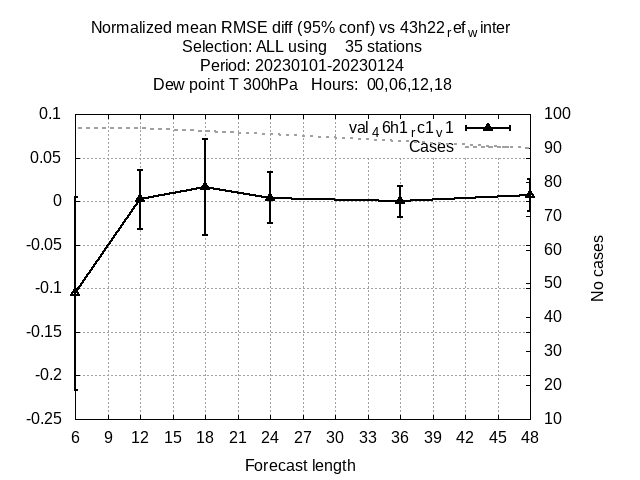 Normalized mean RMSE diff (95% conf) vs 43h22refwinter
Selection: ALL using    35 stations
Period: 20230101-20230124
Dew point T 300hPa   Hours:  00,06,12,18
val46h1rc1v1
Cases
0.1
0.05
0
-0.05
-0.1
-0.15
-0.2
-0.25
100
90
80
70
60
50
40
30
20
10
No cases
6 9 12 15 18 21 24 27 30 33 36 39 42 45 48
Forecast length